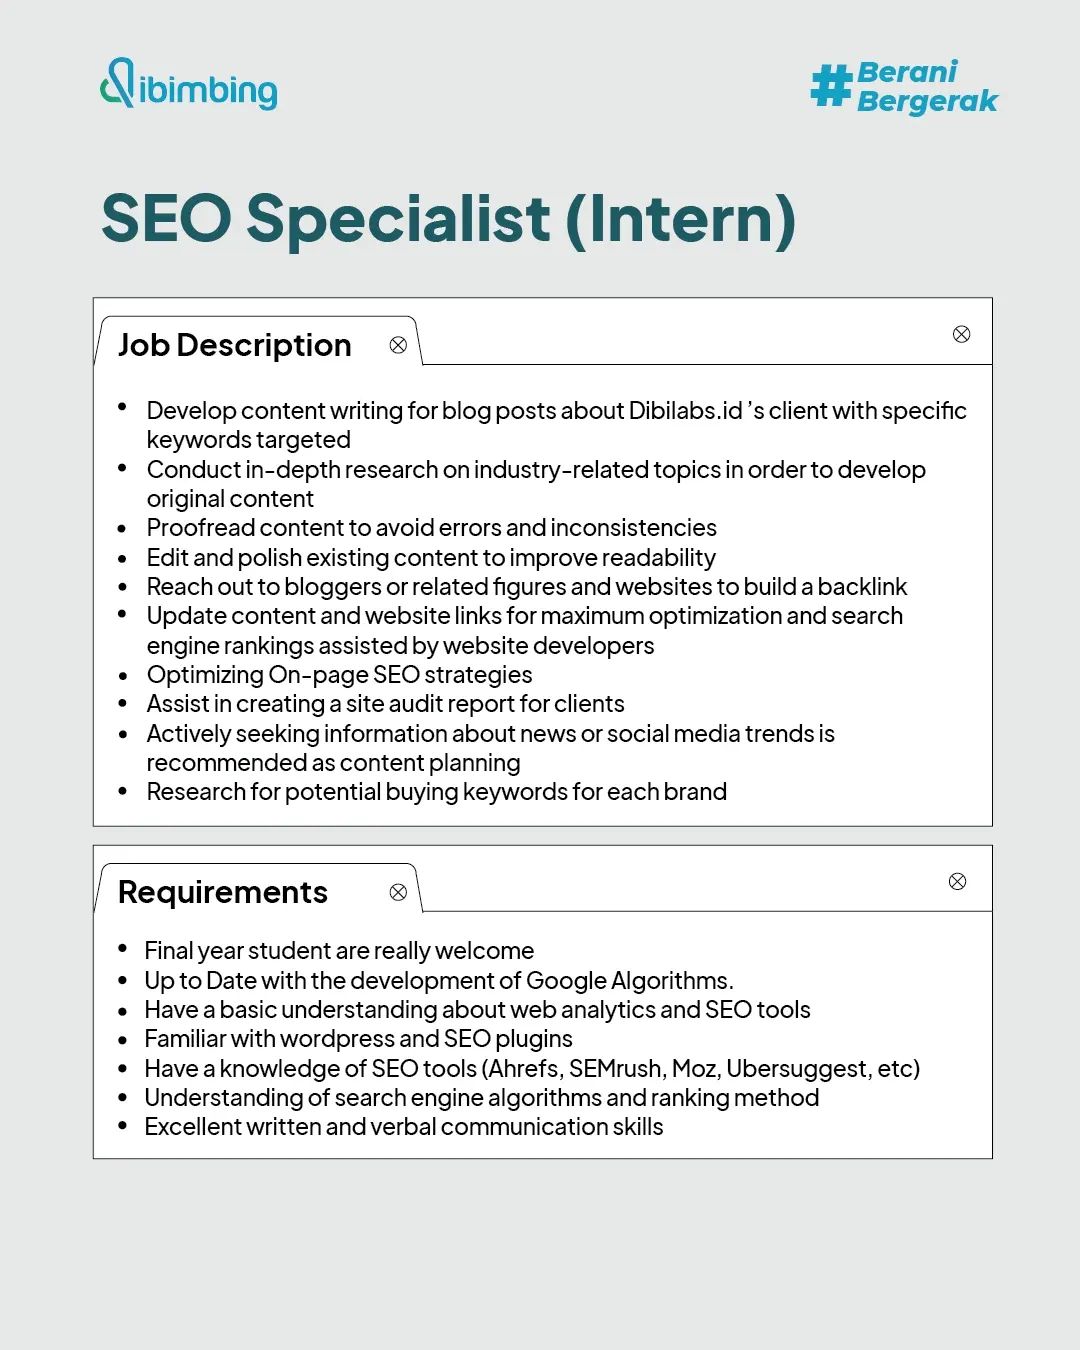 dibimbing
#Berani
Bergerak
SEO Specialist (Intern)
Job Description
• Develop content writing for blog posts about Dibilabs.id 's client with specific
keywords targeted
• Conduct in-depth research on industry-related topics in order to develop
original content
• Proofread content to avoid errors and inconsistencies
• Edit and polish existing content to improve readability
• Reach out to bloggers or related figures and websites to build a backlink
• Update content and website links for maximum optimization and search
engine rankings assisted by website developers
• Optimizing On-page SEO strategies
• Assist in creating a site audit report for clients
• Actively seeking information about news or social media trends is
recommended as content planning
• Research for potential buying keywords for each brand
Requirements
• Final year student are really welcome
• Up to Date with the development of Google Algorithms.
• Have a basic understanding about web analytics and SEO tools
• Familiar with wordpress and SEO plugins
• Have a knowledge of SEO tools (Ahrefs, SEMrush, Moz, Ubersuggest, etc)
• Understanding of search engine algorithms and ranking method
• Excellent written and verbal communication skills